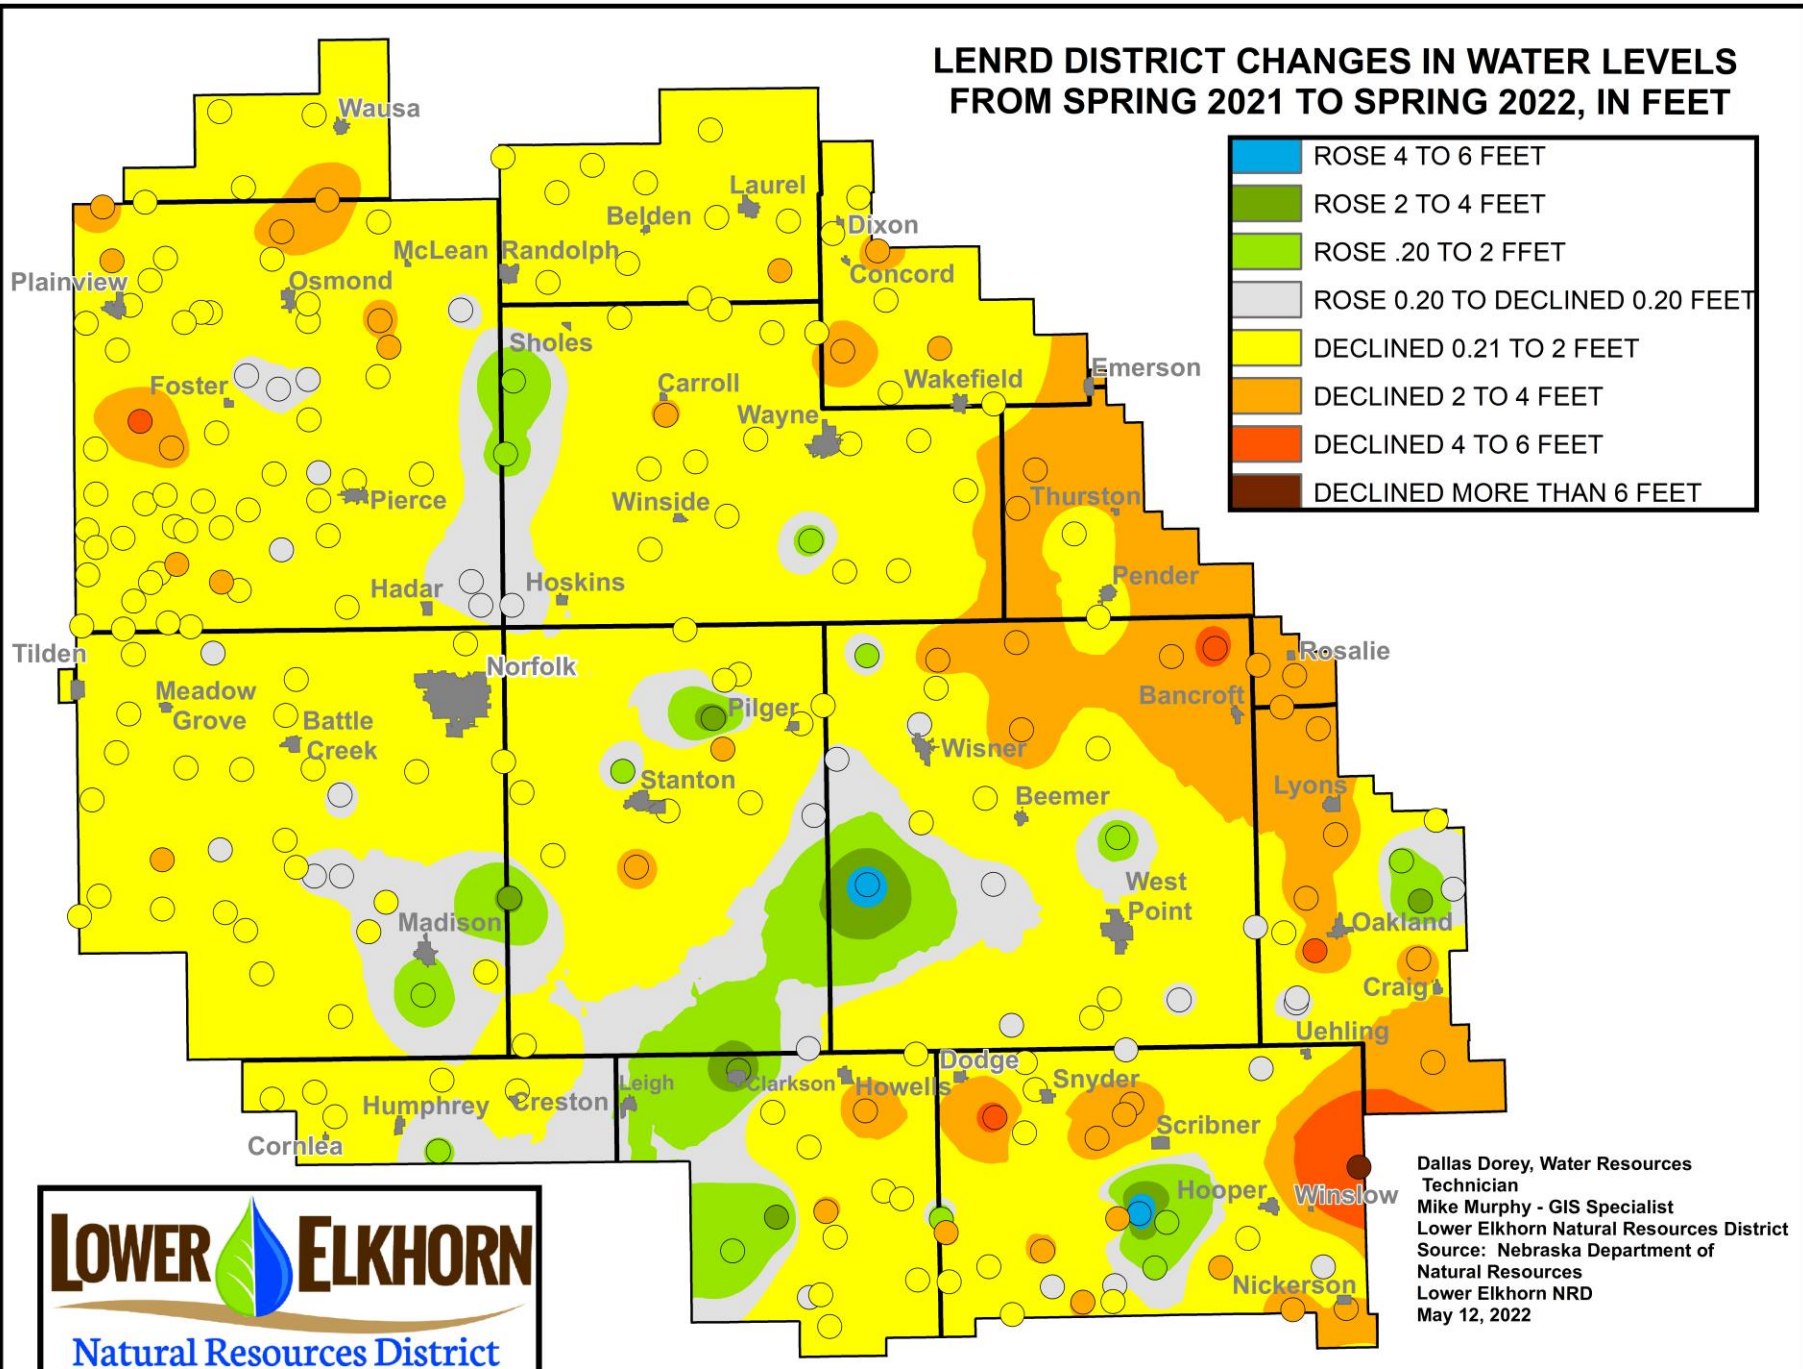 LENRD DISTRICT CHANGES IN WATER LEVELS
FROM SPRING 2021 TO SPRING 2022, IN FEET
ROSE 4 TO 6 FEET
ROSE 2 TO 4 FEET
ROSE .20 TO 2 FFET
ROSE 0.20 TO DECLINED 0.20 FEET
DECLINED 0.21 TO 2 FEET
DECLINED 2 TO 4 FEET
DECLINED 4 TO 6 FEET
DECLINED MORE THAN 6 FEET
Wausa
Laurel
Belden
Dixon
McLean
Randolph
Concord
Plainview
Osmond
Sholes
Emerson
Foster
Carroll
Wakefield
Wayne
Pierce
Winside
Thurston
Hadar
Hoskins
Pender
Tilden
Norfolk
Rosalie
Meadow
Grove
Battle
Creek
Pilger
Bancroft
Wisner
Stanton
Beemer
Lyons
West
Point
Madison
Oakland
Craig
Uehling
Leigh
Clarkson
Howells
Dodge
Snyder
Humphrey
Creston
Scribner
Cornlea
Hooper
Winslow
Nickerson
Dallas Dorey, Water Resources
Technician
Mike Murphy - GIS Specialist
Lower Elkhorn Natural Resources District
Source: Nebraska Department of
Natural Resources
Lower Elkhorn NRD
May 12, 2022
LOWER ELKHORN
Natural Resources District